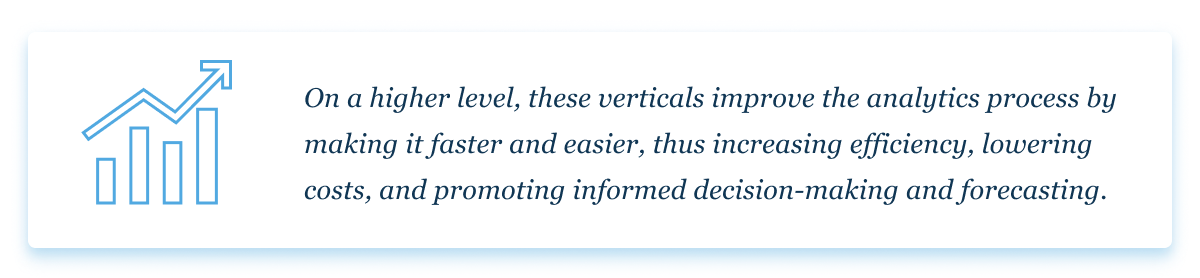 On a higher level, these verticals improve the analytics process by
making it faster and easier, thus increasing efficiency, lowering
costs, and promoting informed decision-making and forecasting.